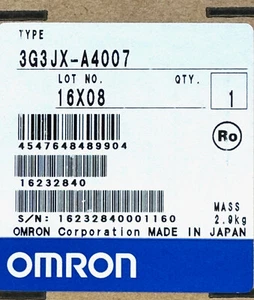 TYPE
3G3JX-A4007
LOT NO. QTY.
16X08 1
Ro
4547648489904
16232840
MASS
S/N: 16232840001160 2.0kg
OMRON Corporation MADE IN JAPAN
OMRON